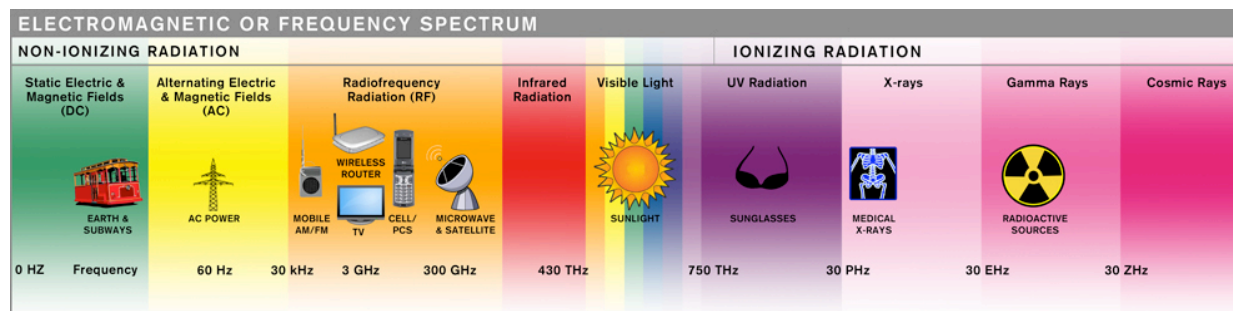 ELECTROMAGNETIC OR FREQUENCY SPECTRUM
NON-IONIZING RADIATION
IONIZING RADIATION
Static Electric &
Magnetic Fields
(DC)
Alternating Electric
& Magnetic Fields
(AC)
Radiofrequency
Radiation (RF)
Infrared
Radiation
Visible Light
UV Radiation
X-rays
Gamma Rays
Cosmic Rays
EARTH &
SUBWAYS
AC POWER
MOBILE
AM/FM
WIRELESS
ROUTER
TV
CELL/
PCS
MICROWAVE
& SATELLITE
SUNLIGHT
SUNGLASSES
MEDICAL
X-RAYS
RADIOACTIVE
SOURCES
0 HZ Frequency 60 Hz 30 kHz 3 GHz 300 GHz 430 THz 750 THz 30 PHz 30 EHz 30 ZHz